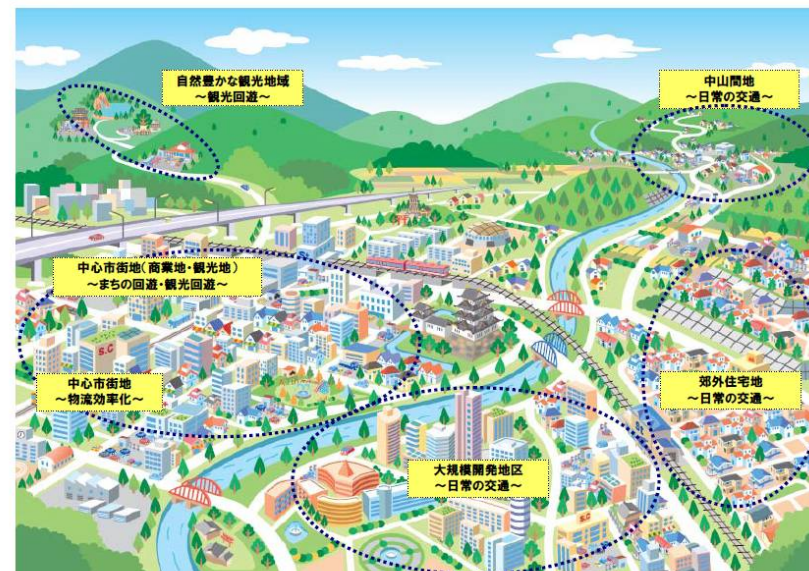 自然豊かな観光地域
～観光回遊～
中山間地
～日常の交通～
中心市街地(商業地・観光地)
～まちの回遊・観光回遊～
S.C
中心市街地
～物流効率化～
郊外住宅地
～日常の交通～
大規模開発地区
～日常の交通～
S.C